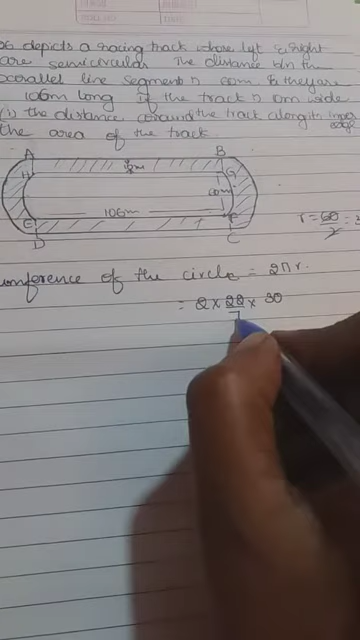 depicts a racing track whose left & right
are semicircular The distance b/n the
parallel line segment is 60m & they are
106m long if the track is 10m wide
(i) the distance around the track along its inner edge
the area of the track.
A B
H G
60m
r = 60/2 = 3
106m
E F
D C
circumference of the circle = 2πr.
= 2 × 22/7 × 30